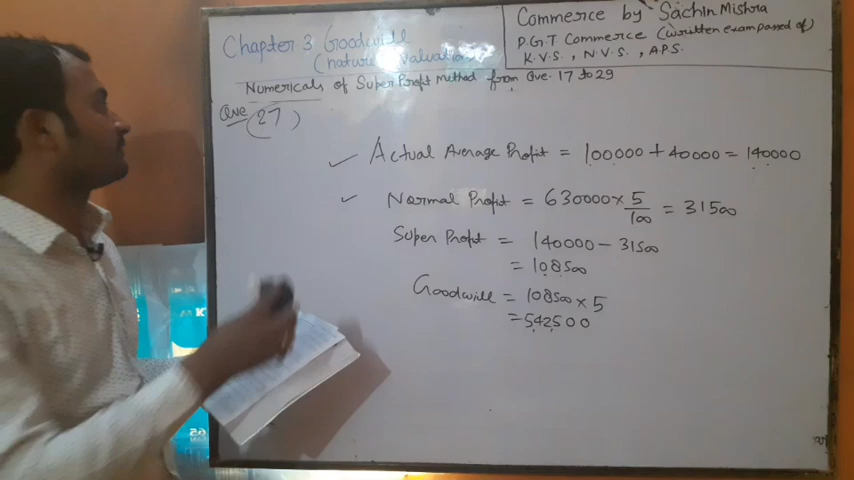 Chapter 3 Goodwill
(nature Valuation)
Commerce by Sachin Mishra
P.G.T Commerce (written exam passed of)
K.V.S., N.V.S., A.P.S.
Numericals of Super Profit Method from Que. 17 to 29
Que (27)
Actual Average Profit = 100000 + 40000 = 140000
Normal Profit = 630000 × 5/100 = 31500
Super Profit = 140000 - 31500
= 108500
Goodwill = 108500 × 5
= 542500